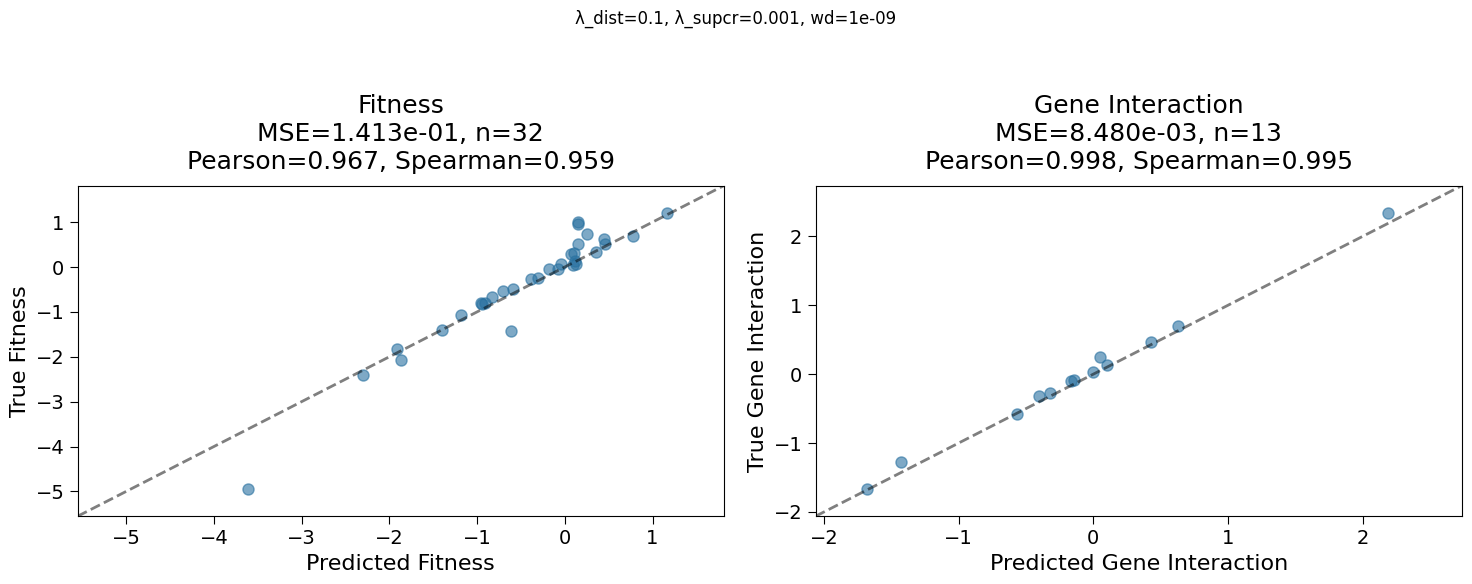 λ_dist=0.1, λ_supcr=0.001, wd=1e-09
Fitness
MSE=1.413e-01, n=32
Pearson=0.967, Spearman=0.959
1
0
−1
−2
−3
−4
−5
True Fitness
−5
−4
−3
−2
−1
0
1
Predicted Fitness
Gene Interaction
MSE=8.480e-03, n=13
Pearson=0.998, Spearman=0.995
2
1
0
−1
−2
True Gene Interaction
−2
−1
0
1
2
Predicted Gene Interaction